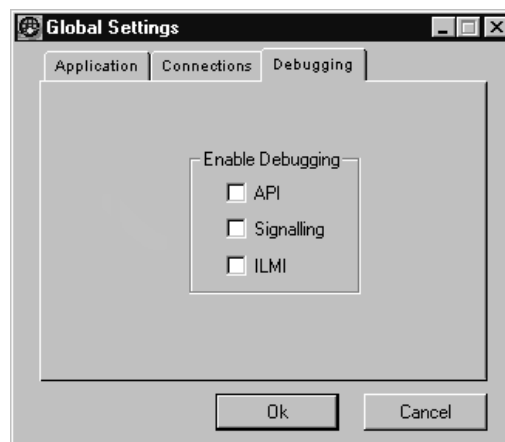 Global Settings
Application Connections Debugging
Enable Debugging
API
Signalling
ILMI
Ok Cancel